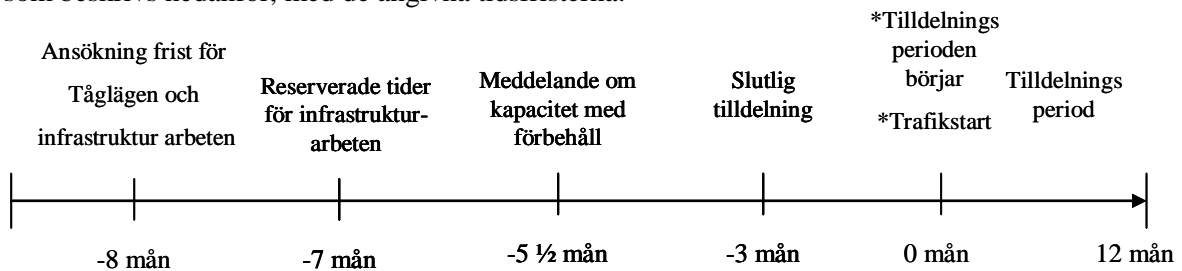 som beskrivs nedanför, med de angivna tidsfristerna.
Ansökning frist för
Tåglägen och
infrastruktur arbeten
Reserverade tider
för infrastruktur-
arbeten
Meddelande om
kapacitet med
förbehåll
Slutlig
tilldelning
*Tilldelnings
perioden
börjar
*Trafikstart
Tilldelnings
period
-8 mån
-7 mån
-5 ½ mån
-3 mån
0 mån
12 mån